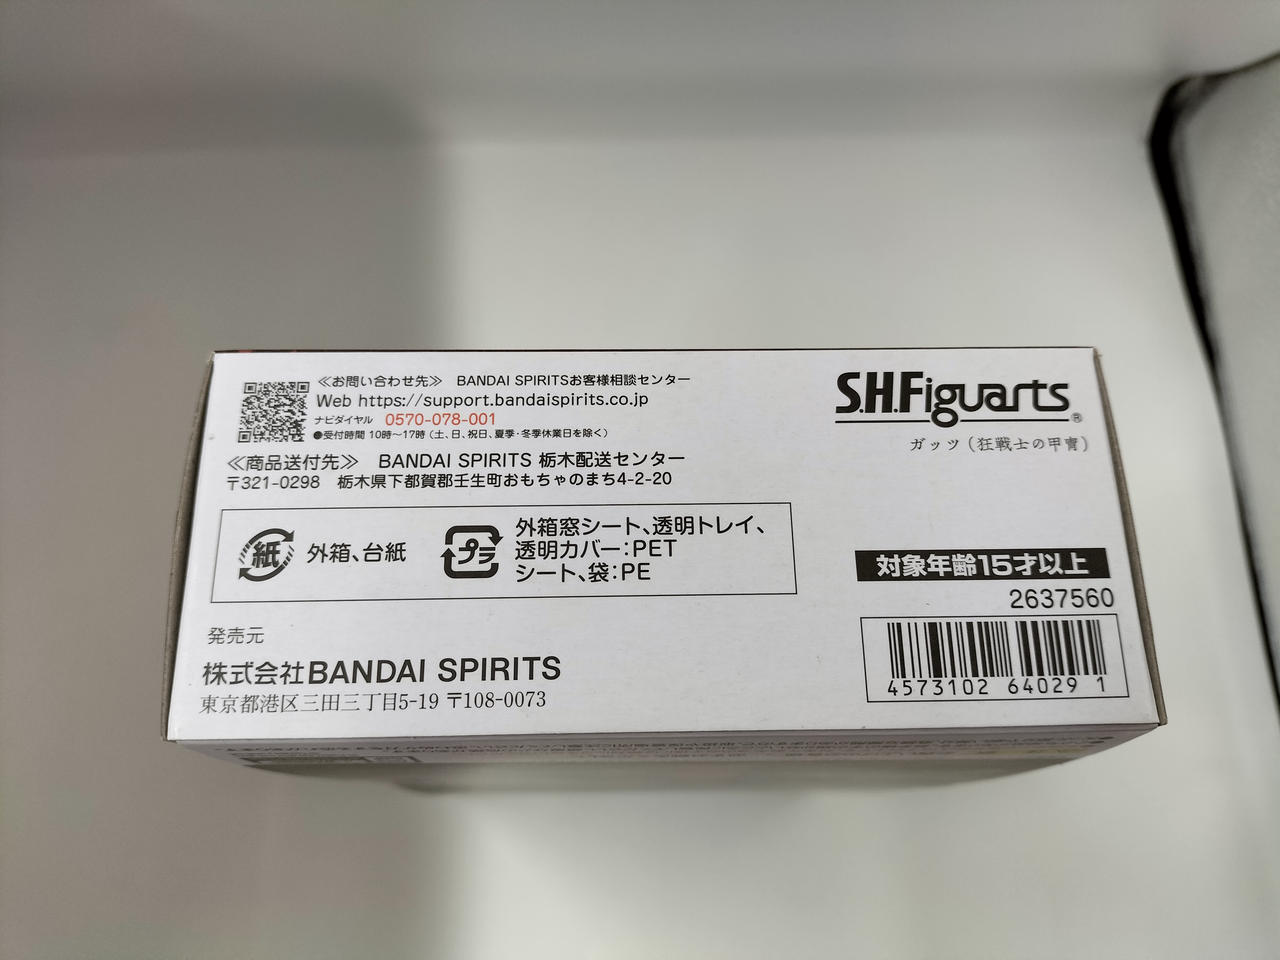 ≪お問い合わせ先≫ BANDAI SPIRITSお客様相談センター
Web https://support.bandaispirits.co.jp
ナビダイヤル 0570-078-001
●受付時間 10時～17時（土、日、祝日、夏季・冬季休業日を除く）
≪商品送付先≫ BANDAI SPIRITS 栃木配送センター
〒321-0298 栃木県下都賀郡壬生町おもちゃのまち4-2-20
紙 外箱、台紙
プラ 外箱窓シート、透明トレイ、
透明カバー：PET
シート、袋：PE
発売元
株式会社BANDAI SPIRITS
東京都港区三田三丁目5-19 〒108-0073
S.H.Figuarts®
ガッツ（狂戦士の甲冑）
対象年齢15才以上
2637560
4573102 64029 1